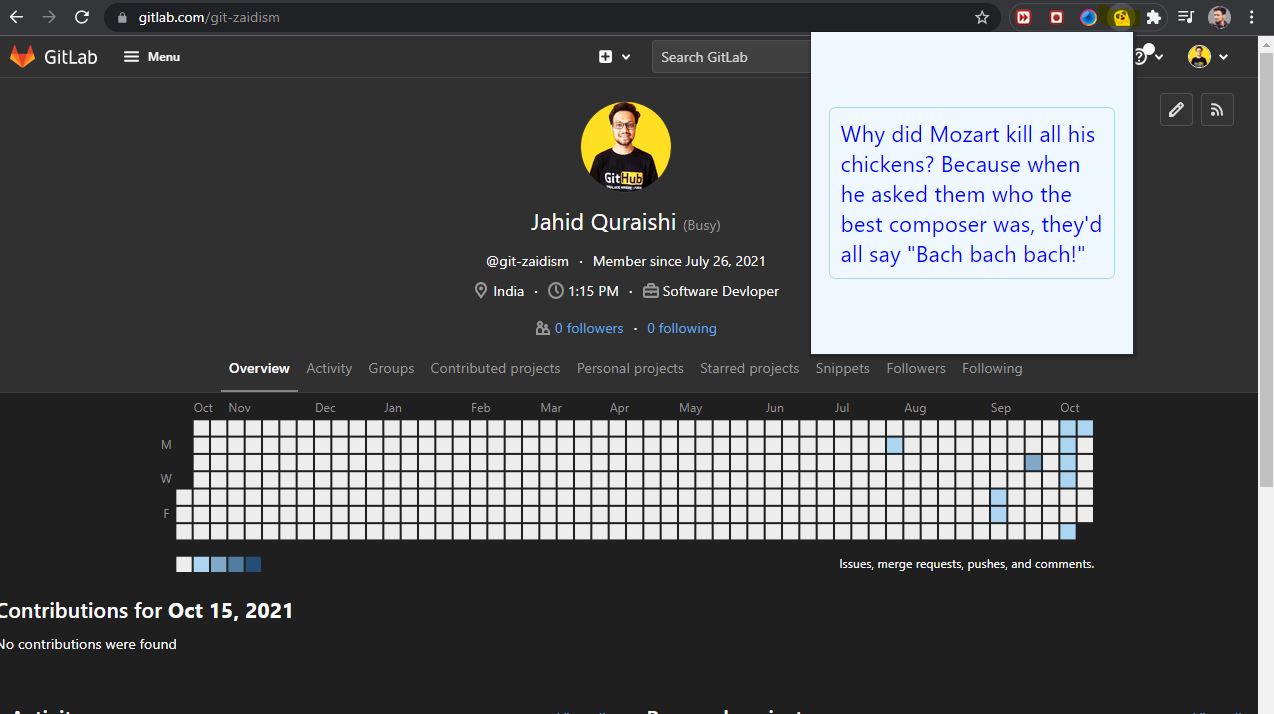 gitlab.com/git-zaidism
GitLab
Menu
Search GitLab
Why did Mozart kill all his
chickens? Because when
he asked them who the
best composer was, they'd
all say "Bach bach bach!"
GitHub
Jahid Quraishi (Busy)
@git-zaidism · Member since July 26, 2021
India · 1:15 PM · Software Devloper
0 followers · 0 following
Overview Activity Groups Contributed projects Personal projects Starred projects Snippets Followers Following
Oct Nov Dec Jan Feb Mar Apr May Jun Jul Aug Sep Oct
M
W
F
Issues, merge requests, pushes, and comments.
Contributions for Oct 15, 2021
No contributions were found